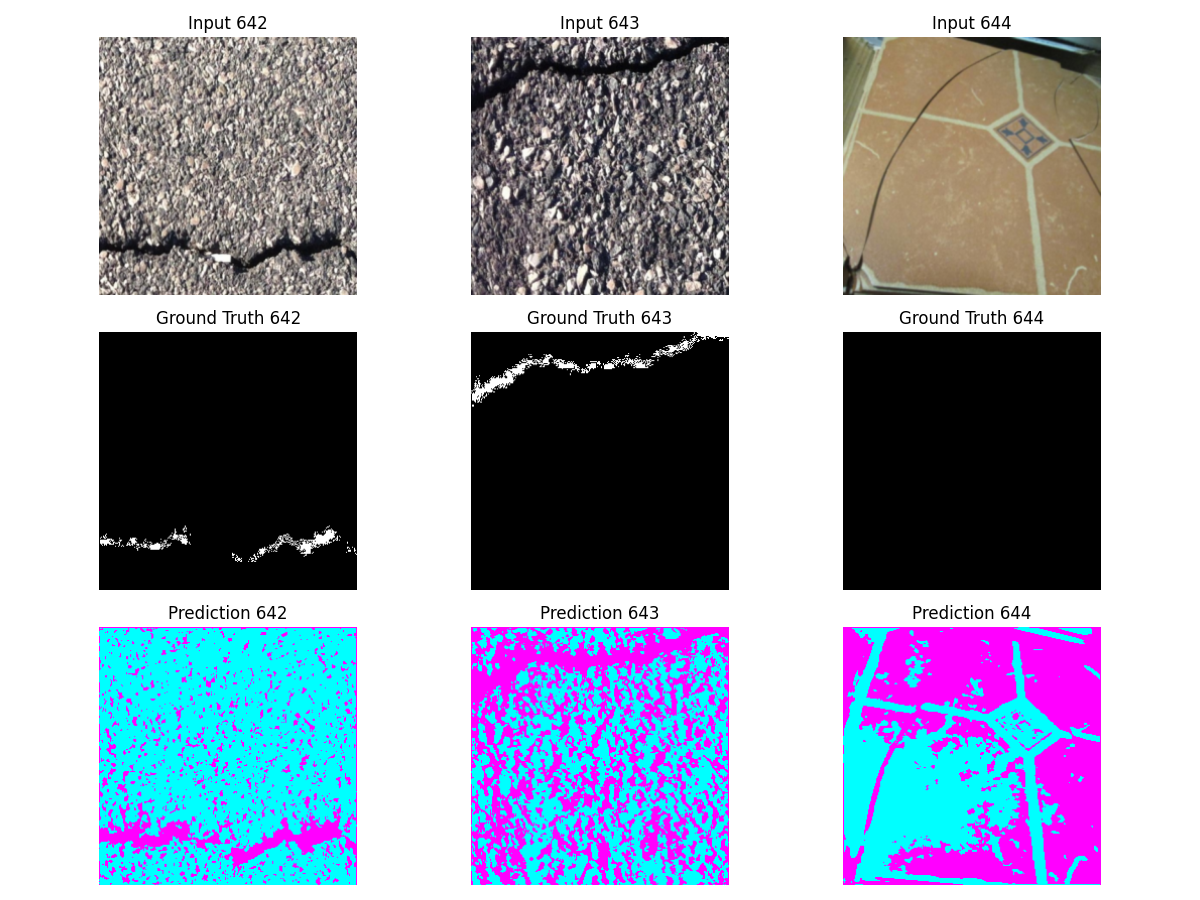 Input 642
Input 643
Input 644
Ground Truth 642
Ground Truth 643
Ground Truth 644
Prediction 642
Prediction 643
Prediction 644